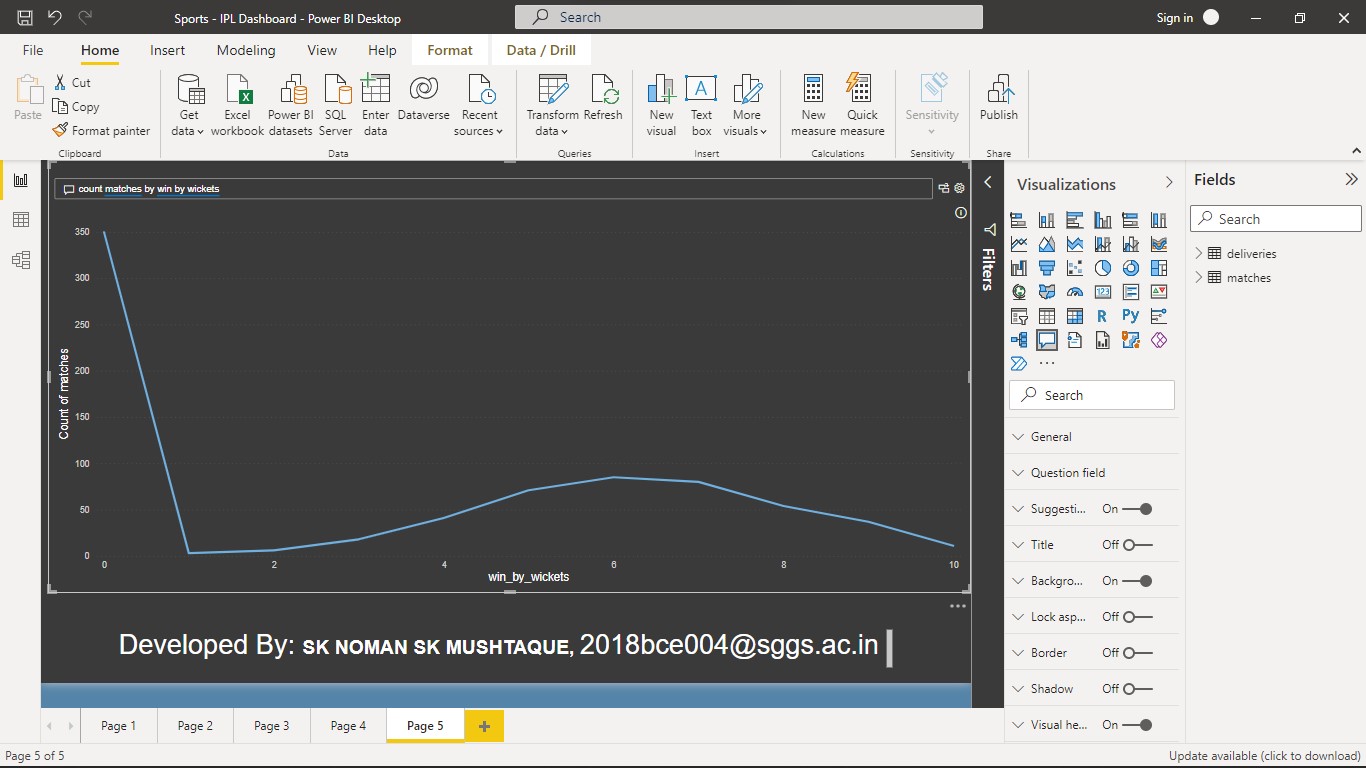 Sports - IPL Dashboard - Power BI Desktop
Search
Sign in
File Home Insert Modeling View Help Format Data / Drill
Paste
Cut
Copy
Format painter
Clipboard
Get data
Excel workbook
Power BI datasets
SQL Server
Enter data
Dataverse
Recent sources
Data
Transform data
Refresh
Queries
New visual
Text box
More visuals
Insert
New measure
Quick measure
Calculations
Sensitivity
Sensitivity
Publish
Share
count matches by win by wickets
350
300
250
200
150
100
50
0
Count of matches
0 2 4 6 8 10
win_by_wickets
Developed By: SK NOMAN SK MUSHTAQUE, 2018bce004@sggs.ac.in
Filters
Visualizations
123
R Py
Search
General
Question field
Suggesti... On
Title Off
Backgro... On
Lock asp... Off
Border Off
Shadow Off
Visual he... On
Fields
Search
deliveries
matches
Page 1 Page 2 Page 3 Page 4 Page 5
Page 5 of 5
Update available (click to download)